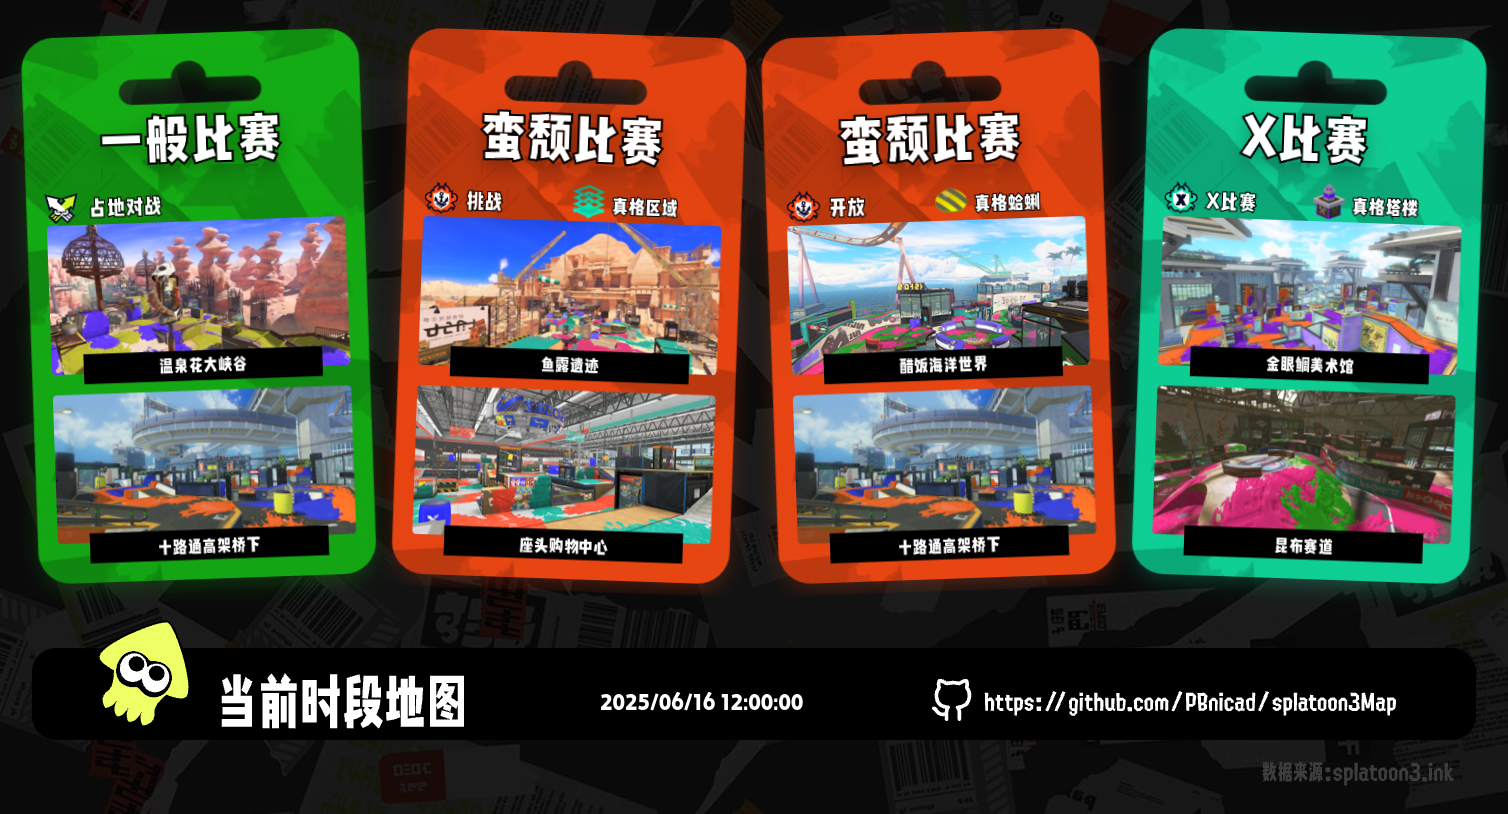 一般比赛
占地对战
温泉花大峡谷
十路通高架桥下
蛮颓比赛
挑战
真格区域
鱼露遗迹
座头购物中心
蛮颓比赛
开放
真格蛤蜊
醋饭海洋世界
十路通高架桥下
X比赛
X比赛
真格塔楼
金眼鲷美术馆
昆布赛道
当前时段地图
2025/06/16 12:00:00
https://github.com/PBnicad/splatoon3Map
数据来源:splatoon3.ink